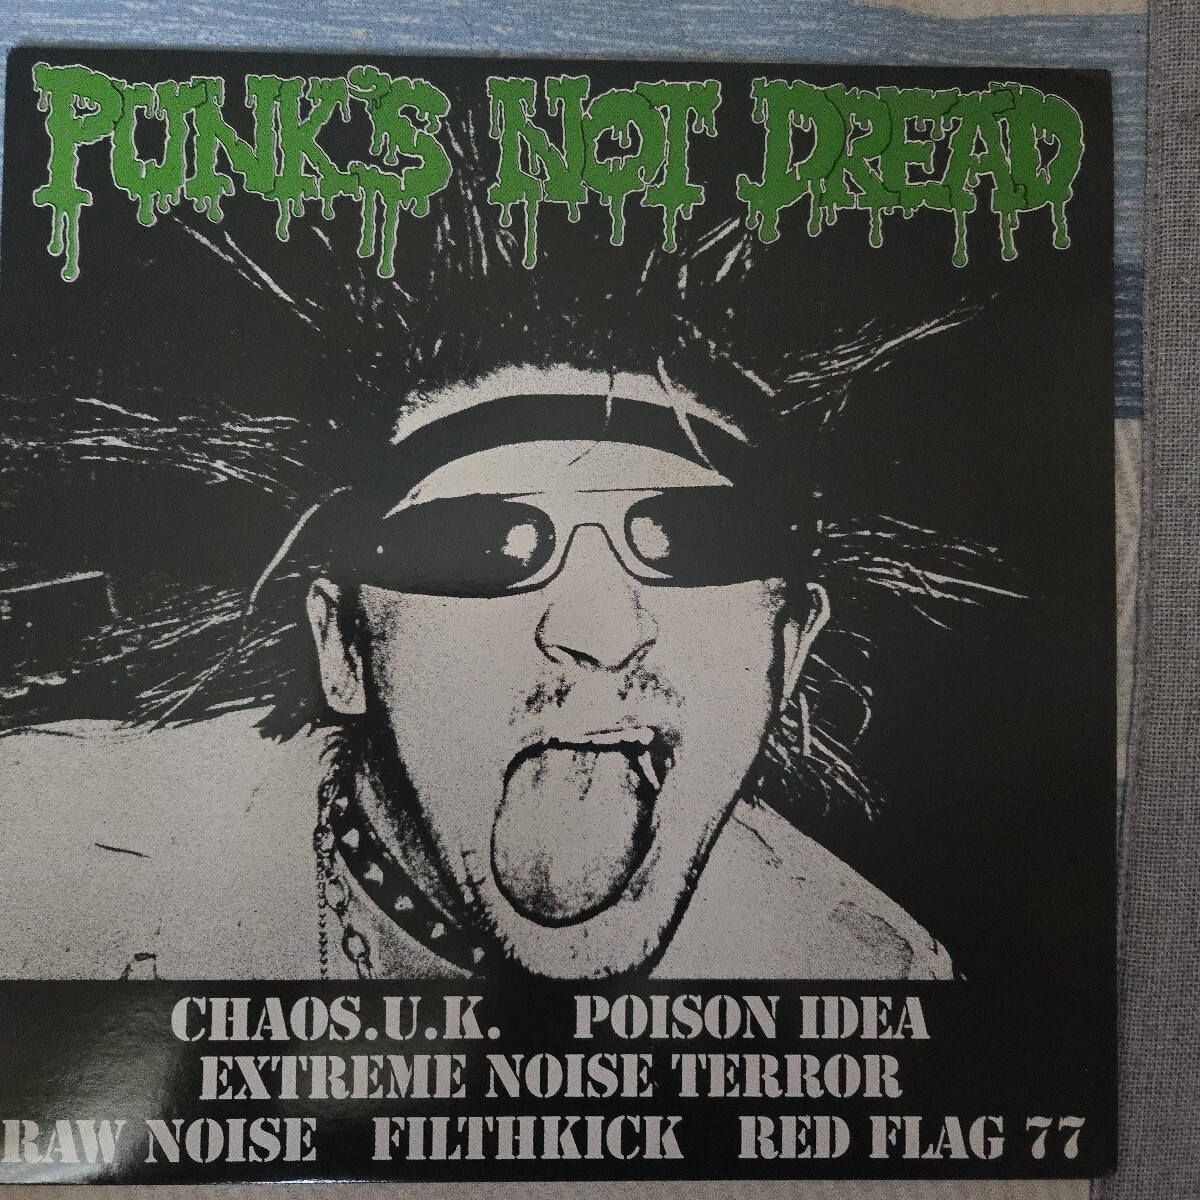 PUNK'S NOT DREAD
CHAOS.U.K. POISON IDEA
EXTREME NOISE TERROR
RAW NOISE FILTHKICK RED FLAG 77